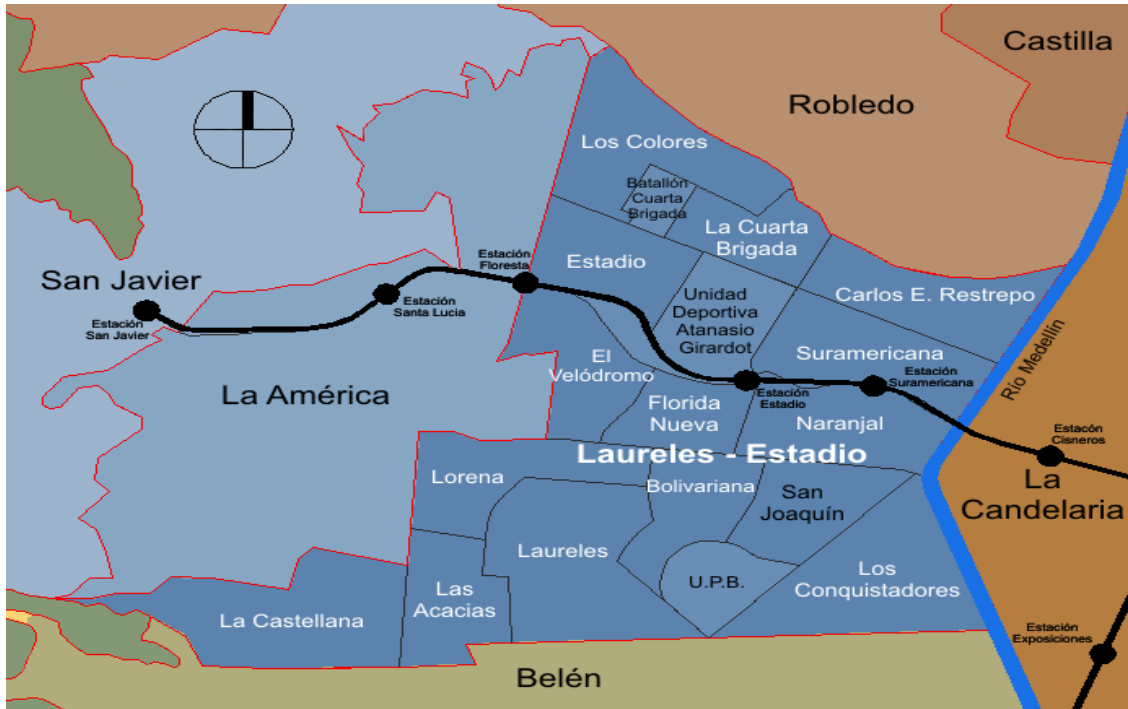 Castilla
Robledo
Los Colores
Batallón
Cuarta
Brigada
La Cuarta
Brigada
Estación
Floresta
Estadio
San Javier
Estación
San Javier
Estación
Santa Lucia
Unidad
Deportiva
Atanasio
Girardot
Carlos E. Restrepo
Río Medellín
El
Velódromo
Suramericana
Estación
Suramericana
La América
Estación
Estadio
Florida
Nueva
Naranjal
Estacón
Cisneros
Laureles - Estadio
La
Candelaria
Lorena
Bolivariana
San
Joaquín
Laureles
U.P.B.
Los
Conquistadores
Las
Acacias
La Castellana
Estación
Exposiciones
Belén